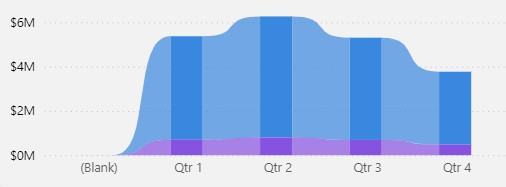 $6M
$4M
$2M
$0M
(Blank) Qtr 1 Qtr 2 Qtr 3 Qtr 4